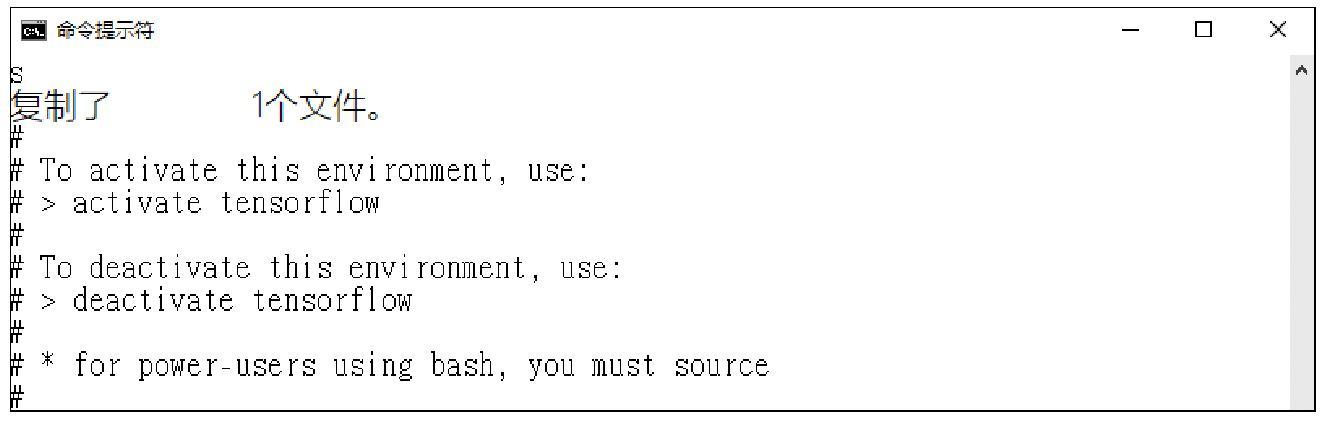 命令提示符
s
复制了 1个文件。
#
# To activate this environment, use:
# > activate tensorflow
#
# To deactivate this environment, use:
# > deactivate tensorflow
#
# * for power-users using bash, you must source
#